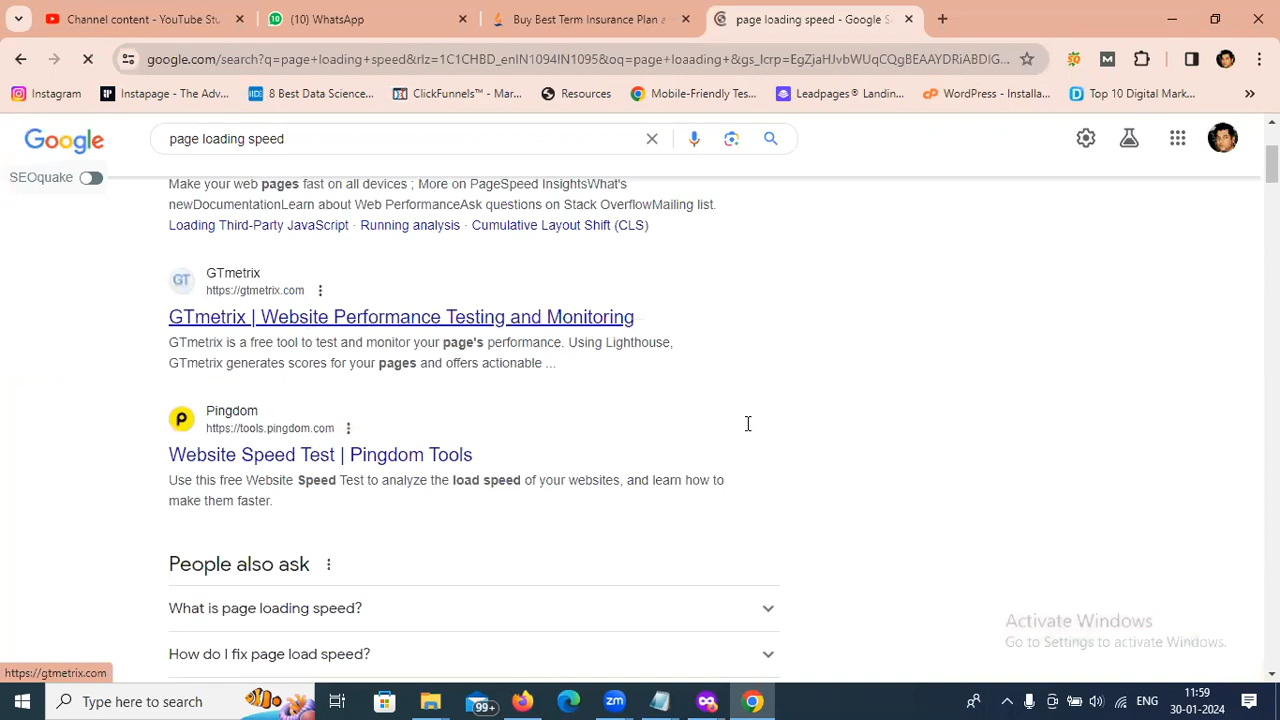 Channel content - YouTube Stu
(10) WhatsApp
Buy Best Term Insurance Plan a
page loading speed - Google S
google.com/search?q=page+loading+speed&rlz=1C1CHBD_enIN1094IN1095&oq=page+loaading+&gs_lcrp=EgZjaHJvbWUqCQgBEAAYDRiABDIG...
Instagram
Instapage - The Adv...
8 Best Data Science...
ClickFunnels™ - Mar...
Resources
Mobile-Friendly Tes...
Leadpages® Landin...
WordPress - Installa...
Top 10 Digital Mark...
Google
page loading speed
SEOquake
Make your web pages fast on all devices ; More on PageSpeed InsightsWhat's
newDocumentationLearn about Web PerformanceAsk questions on Stack OverflowMailing list.
Loading Third-Party JavaScript · Running analysis · Cumulative Layout Shift (CLS)
GT
GTmetrix
https://gtmetrix.com
GTmetrix | Website Performance Testing and Monitoring
GTmetrix is a free tool to test and monitor your page's performance. Using Lighthouse,
GTmetrix generates scores for your pages and offers actionable ...
Pingdom
https://tools.pingdom.com
Website Speed Test | Pingdom Tools
Use this free Website Speed Test to analyze the load speed of your websites, and learn how to
make them faster.
People also ask
What is page loading speed?
How do I fix page load speed?
Activate Windows
Go to Settings to activate Windows.
https://gtmetrix.com
Type here to search
99+
zm
ENG
11:59
30-01-2024